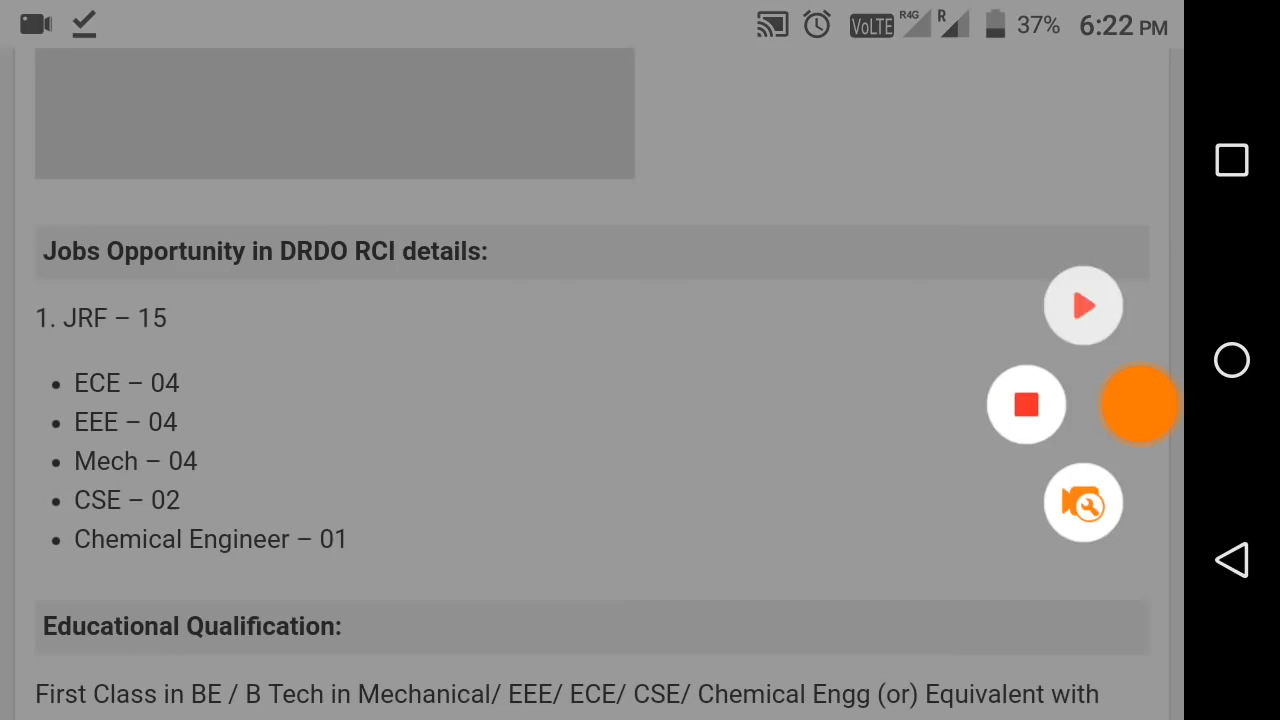 VoLTE R4G R 37% 6:22 PM
Jobs Opportunity in DRDO RCI details:
1. JRF – 15
• ECE – 04
• EEE – 04
• Mech – 04
• CSE – 02
• Chemical Engineer – 01
Educational Qualification:
First Class in BE / B Tech in Mechanical/ EEE/ ECE/ CSE/ Chemical Engg (or) Equivalent with